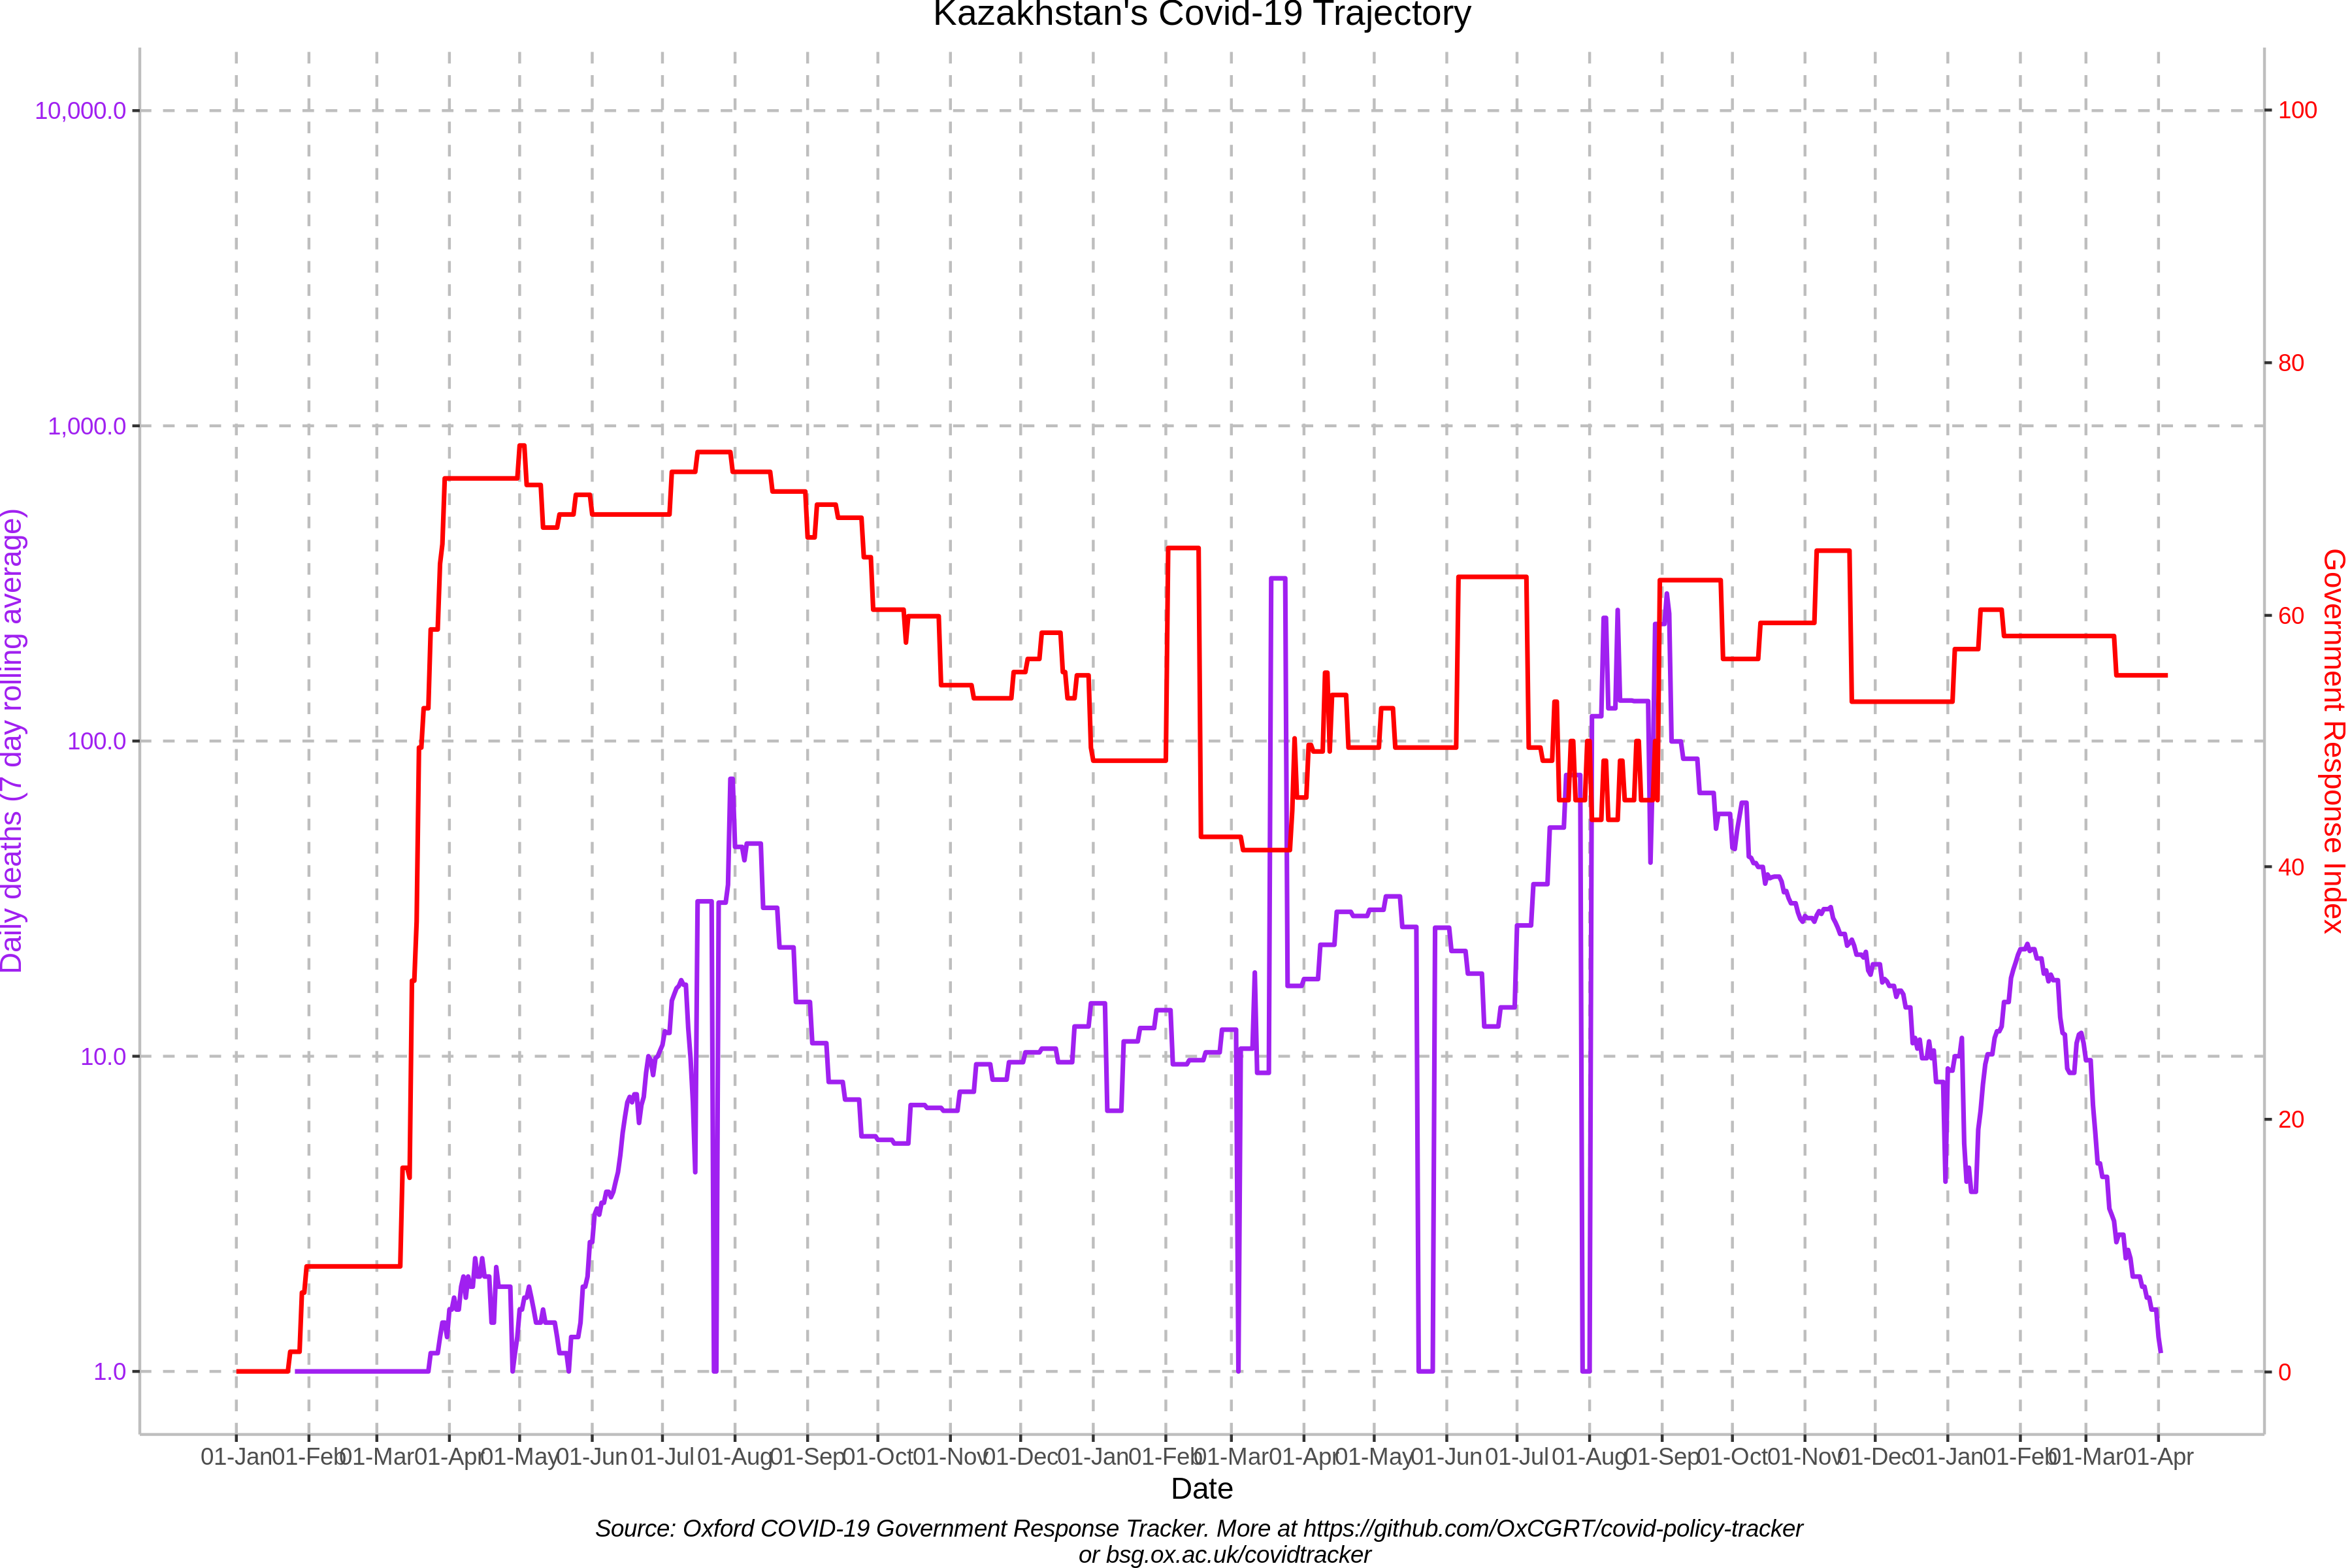 Kazakhstan's Covid-19 Trajectory
10,000.0
1,000.0
100.0
10.0
1.0
Daily deaths (7 day rolling average)
100
80
60
40
20
0
Government Response Index
01-Jan 01-Feb 01-Mar 01-Apr 01-May 01-Jun 01-Jul 01-Aug 01-Sep 01-Oct 01-Nov 01-Dec 01-Jan 01-Feb 01-Mar 01-Apr 01-May 01-Jun 01-Jul 01-Aug 01-Sep 01-Oct 01-Nov 01-Dec 01-Jan 01-Feb 01-Mar 01-Apr
Date
Source: Oxford COVID-19 Government Response Tracker. More at https://github.com/OxCGRT/covid-policy-tracker
or bsg.ox.ac.uk/covidtracker